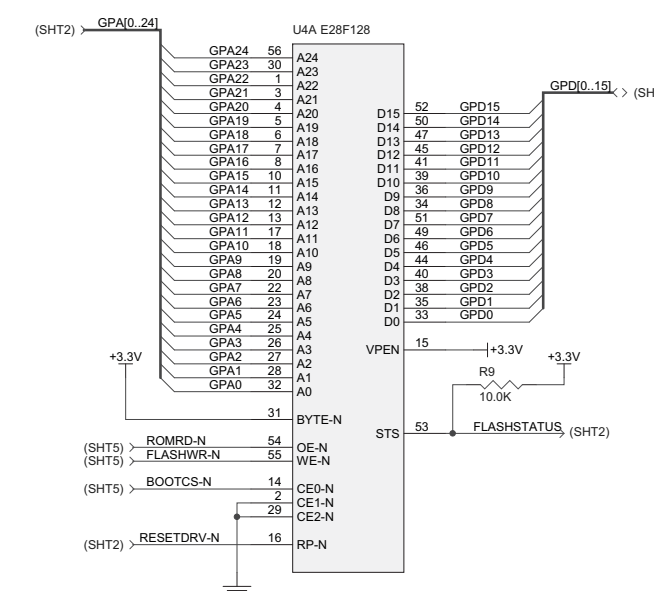 (SHT2) GPA[0..24] U4A E28F128
GPA24 56 A24
GPA23 30 A23
GPA22 1 A22
GPA21 3 A21
GPA20 4 A20
GPA19 5 A19
GPA18 6 A18
GPA17 7 A17
GPA16 8 A16
GPA15 10 A15
GPA14 11 A14
GPA13 12 A13
GPA12 13 A12
GPA11 17 A11
GPA10 18 A10
GPA9 19 A9
GPA8 20 A8
GPA7 22 A7
GPA6 23 A6
GPA5 24 A5
GPA4 25 A4
GPA3 26 A3
GPA2 27 A2
GPA1 28 A1
GPA0 32 A0
+3.3V
31 BYTE-N
(SHT5) ROMRD-N 54 OE-N
(SHT5) FLASHWR-N 55 WE-N
(SHT5) BOOTCS-N 14 CE0-N
2 CE1-N
29 CE2-N
(SHT2) RESETDRV-N 16 RP-N
GPD[0..15] (SH
D15 52 GPD15
D14 50 GPD14
D13 47 GPD13
D12 45 GPD12
D11 41 GPD11
D10 39 GPD10
D9 36 GPD9
D8 34 GPD8
D7 51 GPD7
D6 49 GPD6
D5 46 GPD5
D4 44 GPD4
D3 40 GPD3
D2 38 GPD2
D1 35 GPD1
D0 33 GPD0
VPEN 15 +3.3V
+3.3V
R9
10.0K
STS 53 FLASHSTATUS (SHT2)